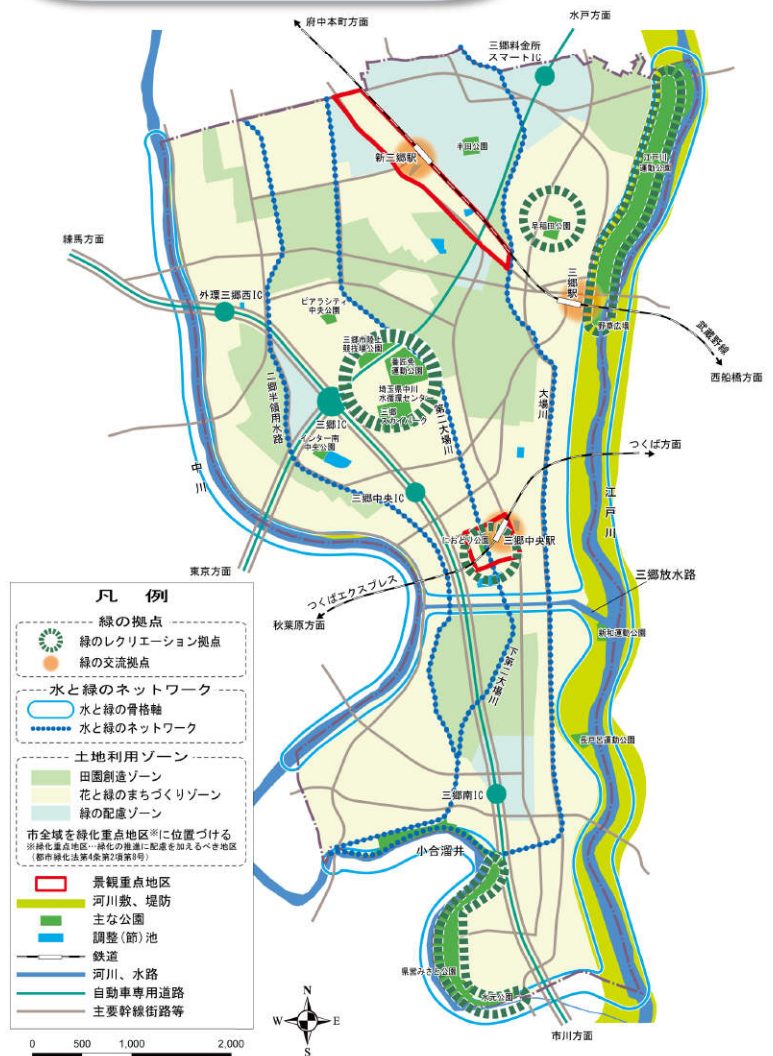 府中本町方面
水戸方面
三郷料金所
スマートIC
新三郷駅
半田公園
江戸川
運動公園
早稲田公園
練馬方面
外環三郷西IC
三郷駅
ピアラシティ
中央公園
野草広場
武蔵野線
西船橋方面
三郷市陸上
競技場公園
番匠免
運動公園
埼玉県中川
水循環センター
三郷
スカイパーク
二郷半領用水路
三郷IC
第二大場川
大場川
インター南
中央公園
つくば方面
中川
江戸川
三郷中央IC
におどり公園
三郷中央駅
東京方面
つくばエクスプレス
秋葉原方面
三郷放水路
新和運動公園
下第二大場川
長戸呂運動公園
三郷南IC
小合溜井
県営みさと公園
水元公園
市川方面
凡 例
緑の拠点
緑のレクリエーション拠点
緑の交流拠点
水と緑のネットワーク
水と緑の骨格軸
水と緑のネットワーク
土地利用ゾーン
田園創造ゾーン
花と緑のまちづくりゾーン
緑の配慮ゾーン
市全域を緑化重点地区※に位置づける
※緑化重点地区…緑化の推進に配慮を加えるべき地区
(都市緑化法第4条第2項第8号)
景観重点地区
河川敷、堤防
主な公園
調整(節)池
鉄道
河川、水路
自動車専用道路
主要幹線街路等
0 500 1,000 2,000
N
W E
S